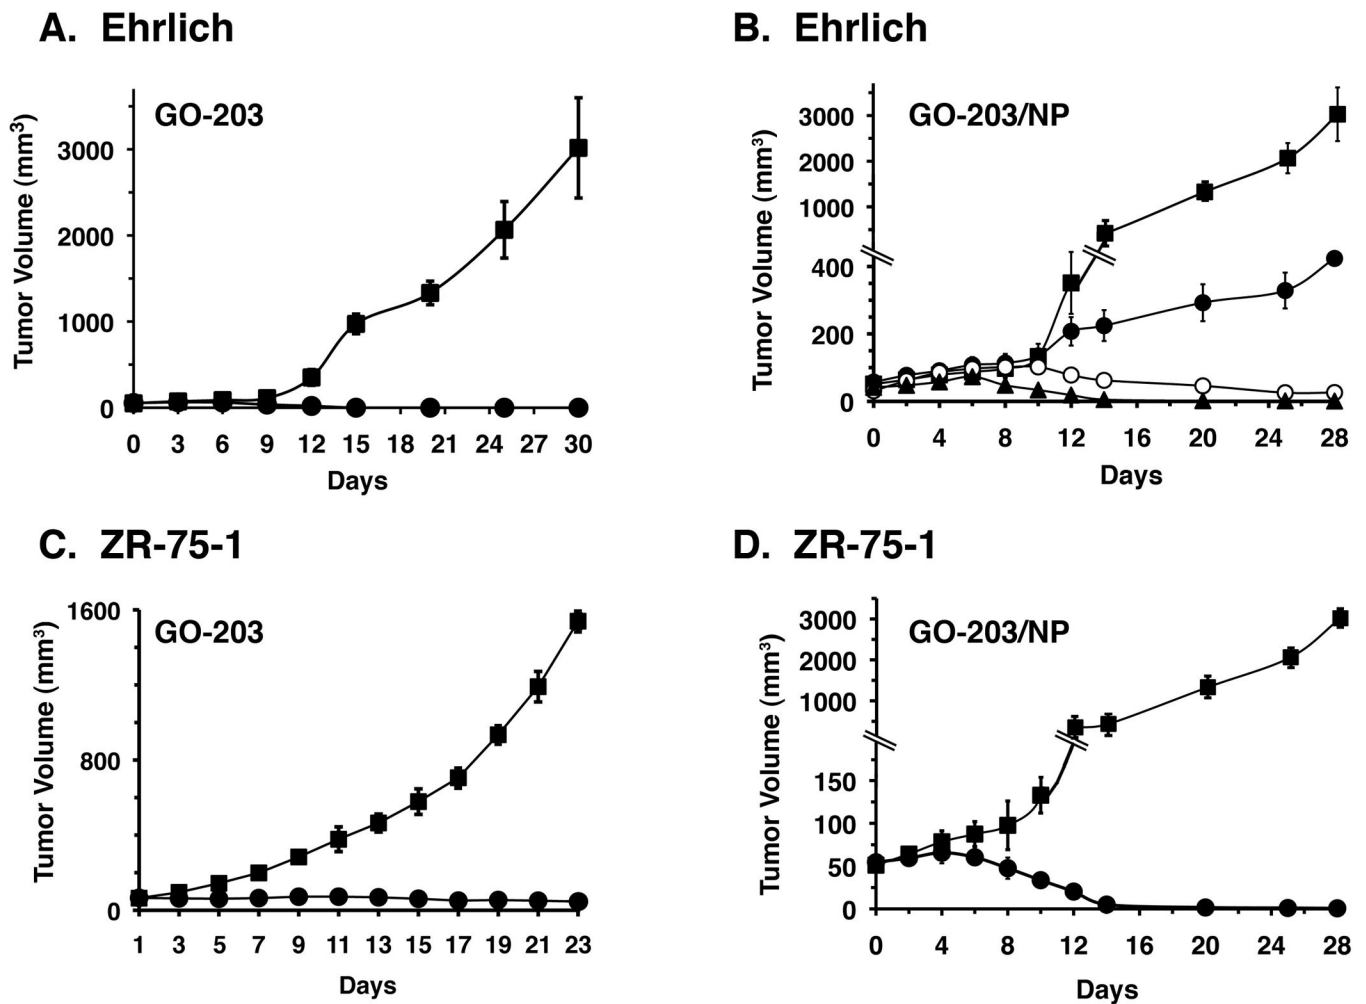 A. Ehrlich
GO-203
Tumor Volume (mm³)
3000
2000
1000
0
0 3 6 9 12 15 18 21 24 27 30
Days
B. Ehrlich
GO-203/NP
Tumor Volume (mm³)
3000
2000
1000
400
200
0
0 4 8 12 16 20 24 28
Days
C. ZR-75-1
GO-203
Tumor Volume (mm³)
1600
800
0
1 3 5 7 9 11 13 15 17 19 21 23
Days
D. ZR-75-1
GO-203/NP
Tumor Volume (mm³)
3000
2000
1000
150
100
50
0
0 4 8 12 16 20 24 28
Days